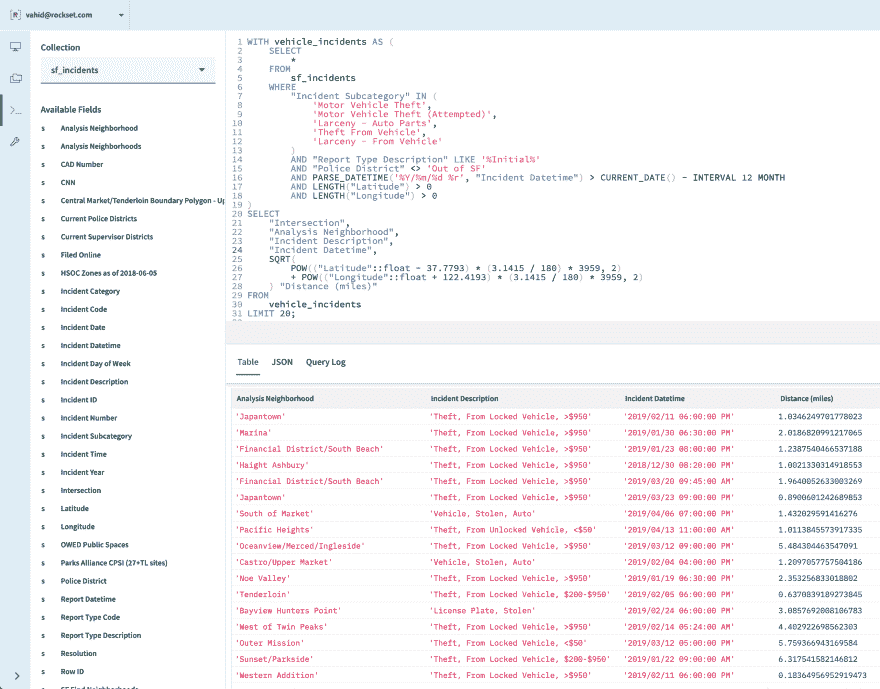 [R] vahid@rockset.com
Collection
sf_incidents
Available Fields
s Analysis Neighborhood
s Analysis Neighborhoods
s CAD Number
s CNN
s Central Market/Tenderloin Boundary Polygon - Up
s Current Police Districts
s Current Supervisor Districts
s Filed Online
s HSOC Zones as of 2018-06-05
s Incident Category
s Incident Code
s Incident Date
s Incident Datetime
s Incident Day of Week
s Incident Description
s Incident ID
s Incident Number
s Incident Subcategory
s Incident Time
s Incident Year
s Intersection
s Latitude
s Longitude
s OWED Public Spaces
s Parks Alliance CPSI (27+TL sites)
s Police District
s Report Datetime
s Report Type Code
s Report Type Description
s Resolution
s Row ID
s SF Find Neighborhoods
1 WITH vehicle_incidents AS (
2 SELECT
3 *
4 FROM
5 sf_incidents
6 WHERE
7 "Incident Subcategory" IN (
8 'Motor Vehicle Theft',
9 'Motor Vehicle Theft (Attempted)',
10 'Larceny - Auto Parts',
11 'Theft From Vehicle',
12 'Larceny - From Vehicle'
13 )
14 AND "Report Type Description" LIKE '%Initial%'
15 AND "Police District" <> 'Out of SF'
16 AND PARSE_DATETIME('%Y/%m/%d %r', "Incident Datetime") > CURRENT_DATE() - INTERVAL 12 MONTH
17 AND LENGTH("Latitude") > 0
18 AND LENGTH("Longitude") > 0
19 )
20 SELECT
21 "Intersection",
22 "Analysis Neighborhood",
23 "Incident Description",
24 "Incident Datetime",
25 SQRT(
26 POW(("Latitude"::float - 37.7793) * (3.1415 / 180) * 3959, 2)
27 + POW(("Longitude"::float + 122.4193) * (3.1415 / 180) * 3959, 2)
28 ) "Distance (miles)"
29 FROM
30 vehicle_incidents
31 LIMIT 20;
Table JSON Query Log
Analysis Neighborhood Incident Description Incident Datetime Distance (miles)
'Japantown' 'Theft, From Locked Vehicle, >$950' '2019/02/11 06:00:00 PM' 1.0346249701778023
'Marina' 'Theft, From Locked Vehicle, >$950' '2019/01/30 06:30:00 PM' 2.0186820991217065
'Financial District/South Beach' 'Theft, From Locked Vehicle, >$950' '2019/01/23 08:00:00 PM' 1.2387540466537188
'Haight Ashbury' 'Theft, From Locked Vehicle, >$950' '2018/12/30 08:20:00 PM' 1.0021330314918553
'Financial District/South Beach' 'Theft, From Locked Vehicle, >$950' '2019/03/20 09:45:00 AM' 1.9640052633003269
'Japantown' 'Theft, From Locked Vehicle, >$950' '2019/03/23 09:00:00 PM' 0.8900601242689853
'South of Market' 'Vehicle, Stolen, Auto' '2019/04/06 07:00:00 PM' 1.432029591416276
'Pacific Heights' 'Theft, From Unlocked Vehicle, <$50' '2019/04/13 11:00:00 AM' 1.0113845573917335
'Oceanview/Merced/Ingleside' 'Theft, From Locked Vehicle, >$950' '2019/03/12 09:00:00 PM' 5.484304463547091
'Castro/Upper Market' 'Vehicle, Stolen, Auto' '2019/02/04 04:00:00 PM' 1.2097057757504186
'Noe Valley' 'Theft, From Locked Vehicle, >$950' '2019/01/19 06:30:00 PM' 2.353256833018802
'Tenderloin' 'Theft, From Locked Vehicle, $200-$950' '2019/02/05 06:00:00 PM' 0.6370839189273845
'Bayview Hunters Point' 'License Plate, Stolen' '2019/02/24 06:00:00 PM' 3.0857692008106783
'West of Twin Peaks' 'Theft, From Locked Vehicle, >$950' '2019/02/14 05:24:00 AM' 4.402922698562303
'Outer Mission' 'Theft, From Locked Vehicle, <$50' '2019/03/12 05:00:00 PM' 5.759366943169584
'Sunset/Parkside' 'Theft, From Locked Vehicle, $200-$950' '2019/01/22 09:00:00 AM' 6.317541582146812
'Western Addition' 'Theft, From Locked Vehicle, >$950' '2019/02/11 06:00:00 PM' 0.18364956952919473